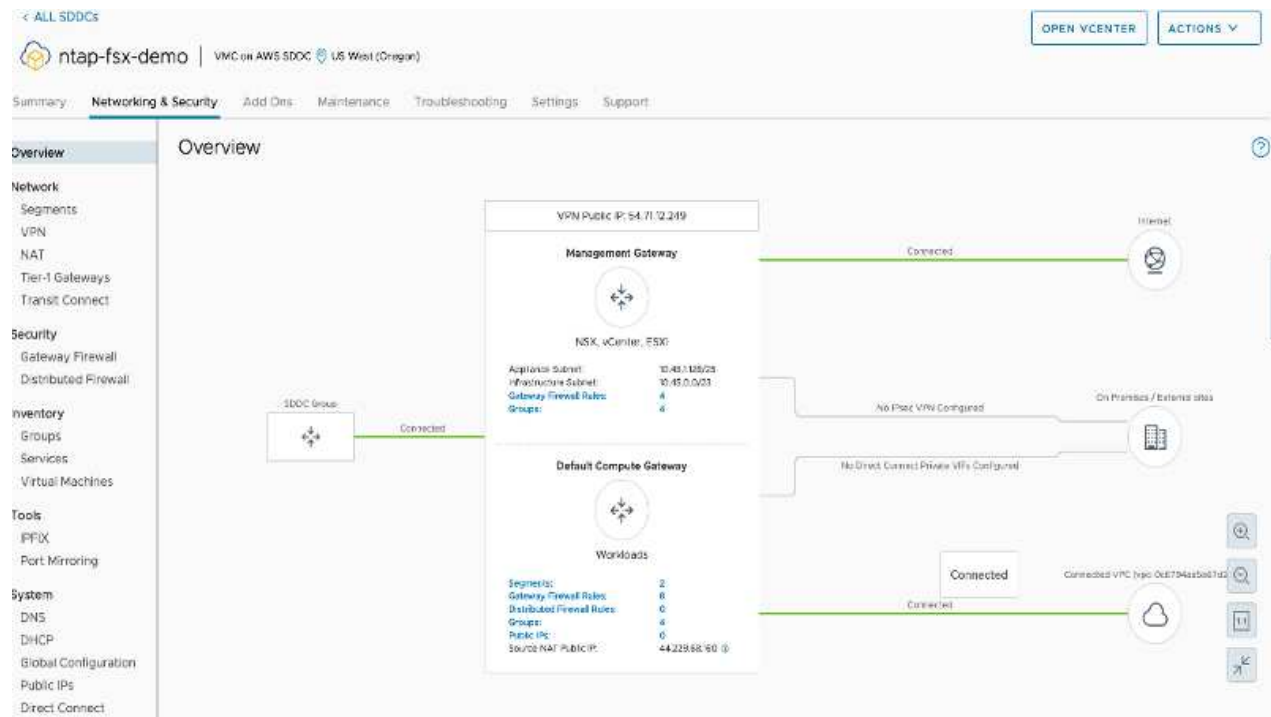 < ALL SDDCs
OPEN VCENTER
ACTIONS
ntap-fsx-demo | VMC on AWS SDDC US West (Oregon)
Summary Networking & Security Add Ons Maintenance Troubleshooting Settings Support
Overview
Overview
Network
Segments
VPN
NAT
Tier-1 Gateways
Transit Connect
Security
Gateway Firewall
Distributed Firewall
Inventory
Groups
Services
Virtual Machines
Tools
IPFIX
Port Mirroring
System
DNS
DHCP
Global Configuration
Public IPs
Direct Connect
VPN Public IP: 54.71.12.249
Management Gateway
NSX, vCenter, ESXi
Appliance Subnet:
Infrastructure Subnet: 10.45.0.0/23
Gateway Firewall Rules: 4
Groups: 4
Default Compute Gateway
Workloads
Segments: 2
Gateway Firewall Rules:
Distributed Firewall Rules: 0
Groups: 4
Public IPs: 0
Source NAT Public IP: 44.229.68.160
SDDC Group
Connected
Connected
Internet
No IPsec VPN Configured
On Premises / External sites
No Direct Connect Private VIFs Configured
Connected
Connected
Connected VPC
1:1